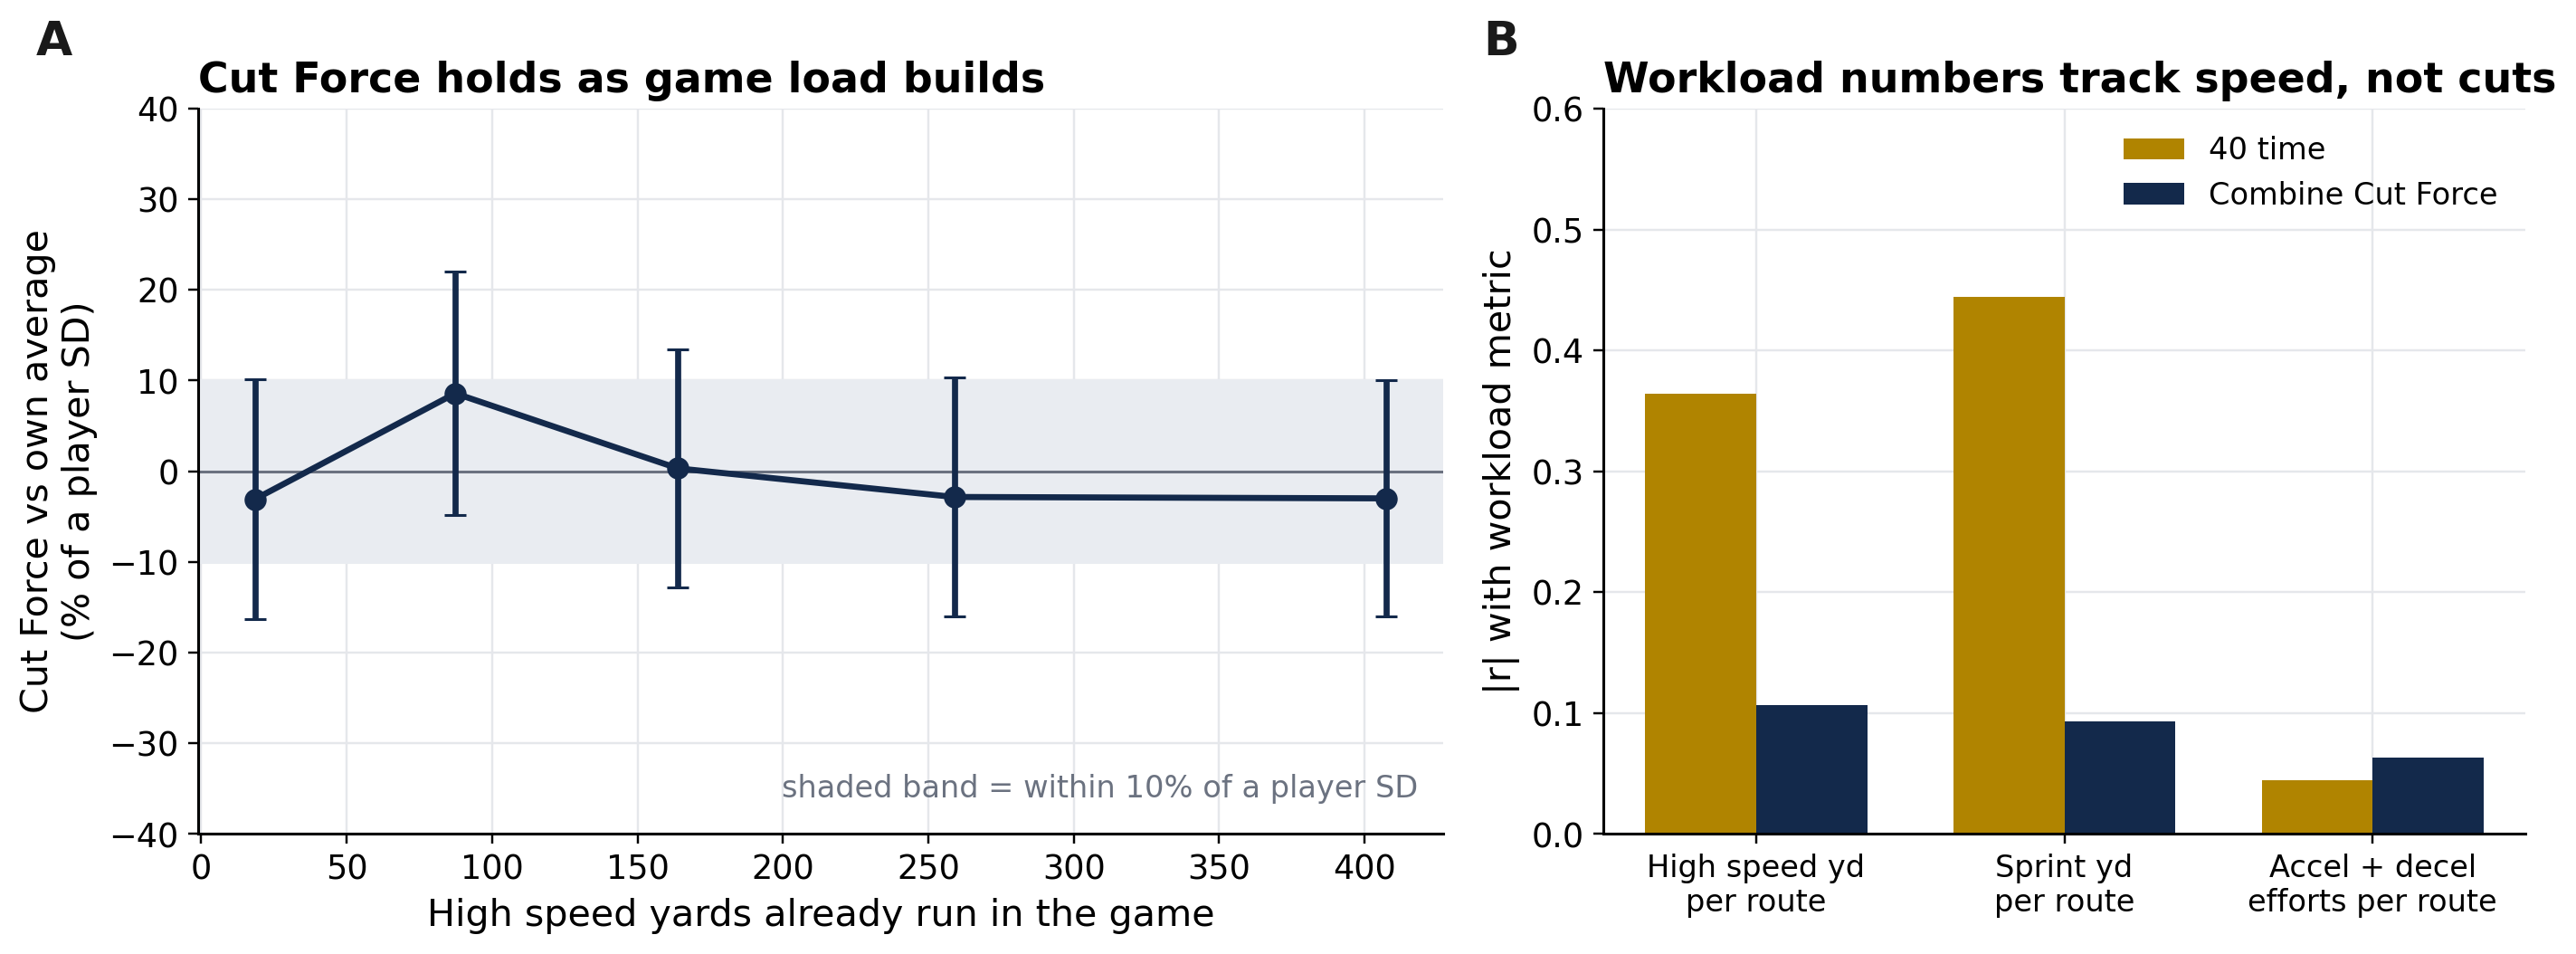 A
Cut Force holds as game load builds
Cut Force vs own average
(% of a player SD)
40
30
20
10
0
−10
−20
−30
−40
shaded band = within 10% of a player SD
0 50 100 150 200 250 300 350 400
High speed yards already run in the game
B
Workload numbers track speed, not cuts
|r| with workload metric
0.6
0.5
0.4
0.3
0.2
0.1
0.0
40 time
Combine Cut Force
High speed yd
per route
Sprint yd
per route
Accel + decel
efforts per route